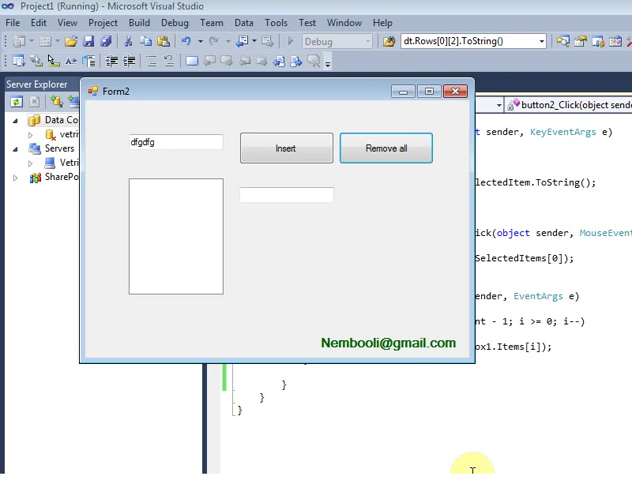 Project1 (Running) - Microsoft Visual Studio
File Edit View Project Build Debug Team Data Tools Test Window Help
Debug dt.Rows[0][2].ToString()
Server Explorer
Form2
button2_Click(object sende
Data Co
vetri
Servers
Vetri
SharePo
dfgdfg
Insert
Remove all
Nembooli@gmail.com
t sender, KeyEventArgs e)
lectedItem.ToString();
ick(object sender, MouseEvent
SelectedItems[0]);
ender, EventArgs e)
nt - 1; i >= 0; i--)
ox1.Items[i]);
}
}
}